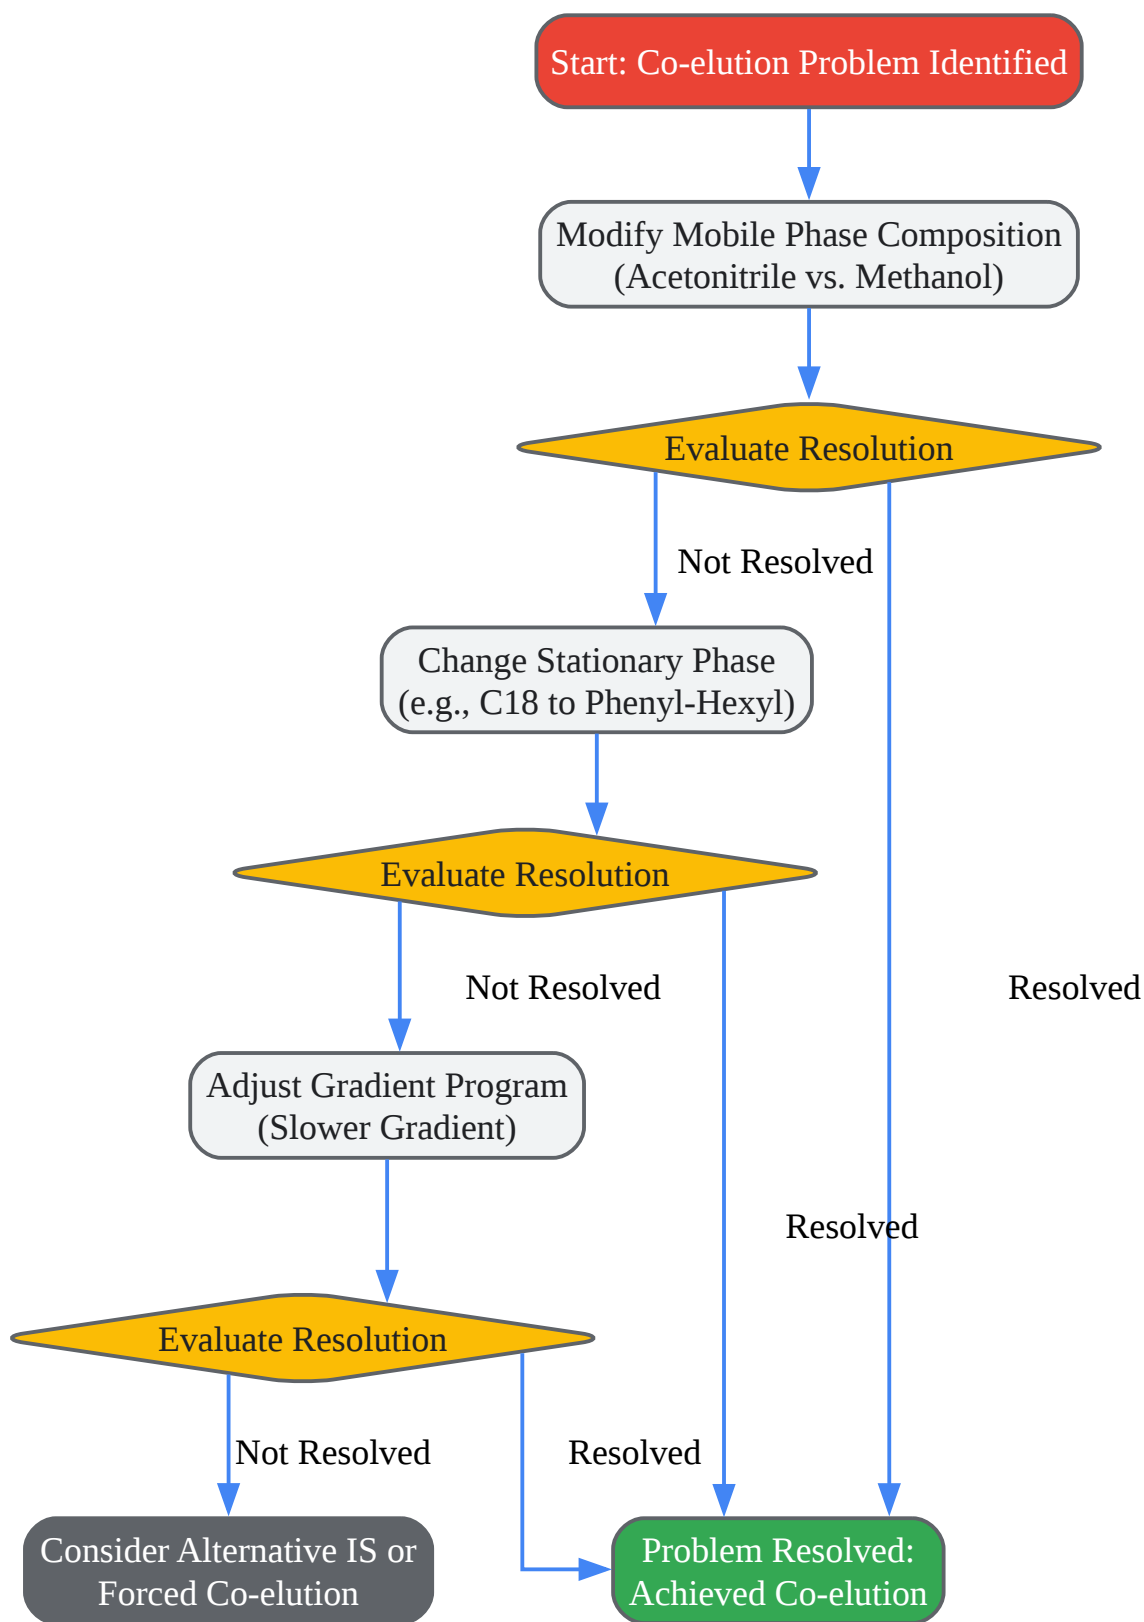 Start: Co-elution Problem Identified
Modify Mobile Phase Composition
(Acetonitrile vs. Methanol)
Evaluate Resolution
Not Resolved
Change Stationary Phase
(e.g., C18 to Phenyl-Hexyl)
Evaluate Resolution
Not Resolved
Resolved
Adjust Gradient Program
(Slower Gradient)
Resolved
Evaluate Resolution
Not Resolved
Resolved
Consider Alternative IS or
Forced Co-elution
Problem Resolved:
Achieved Co-elution